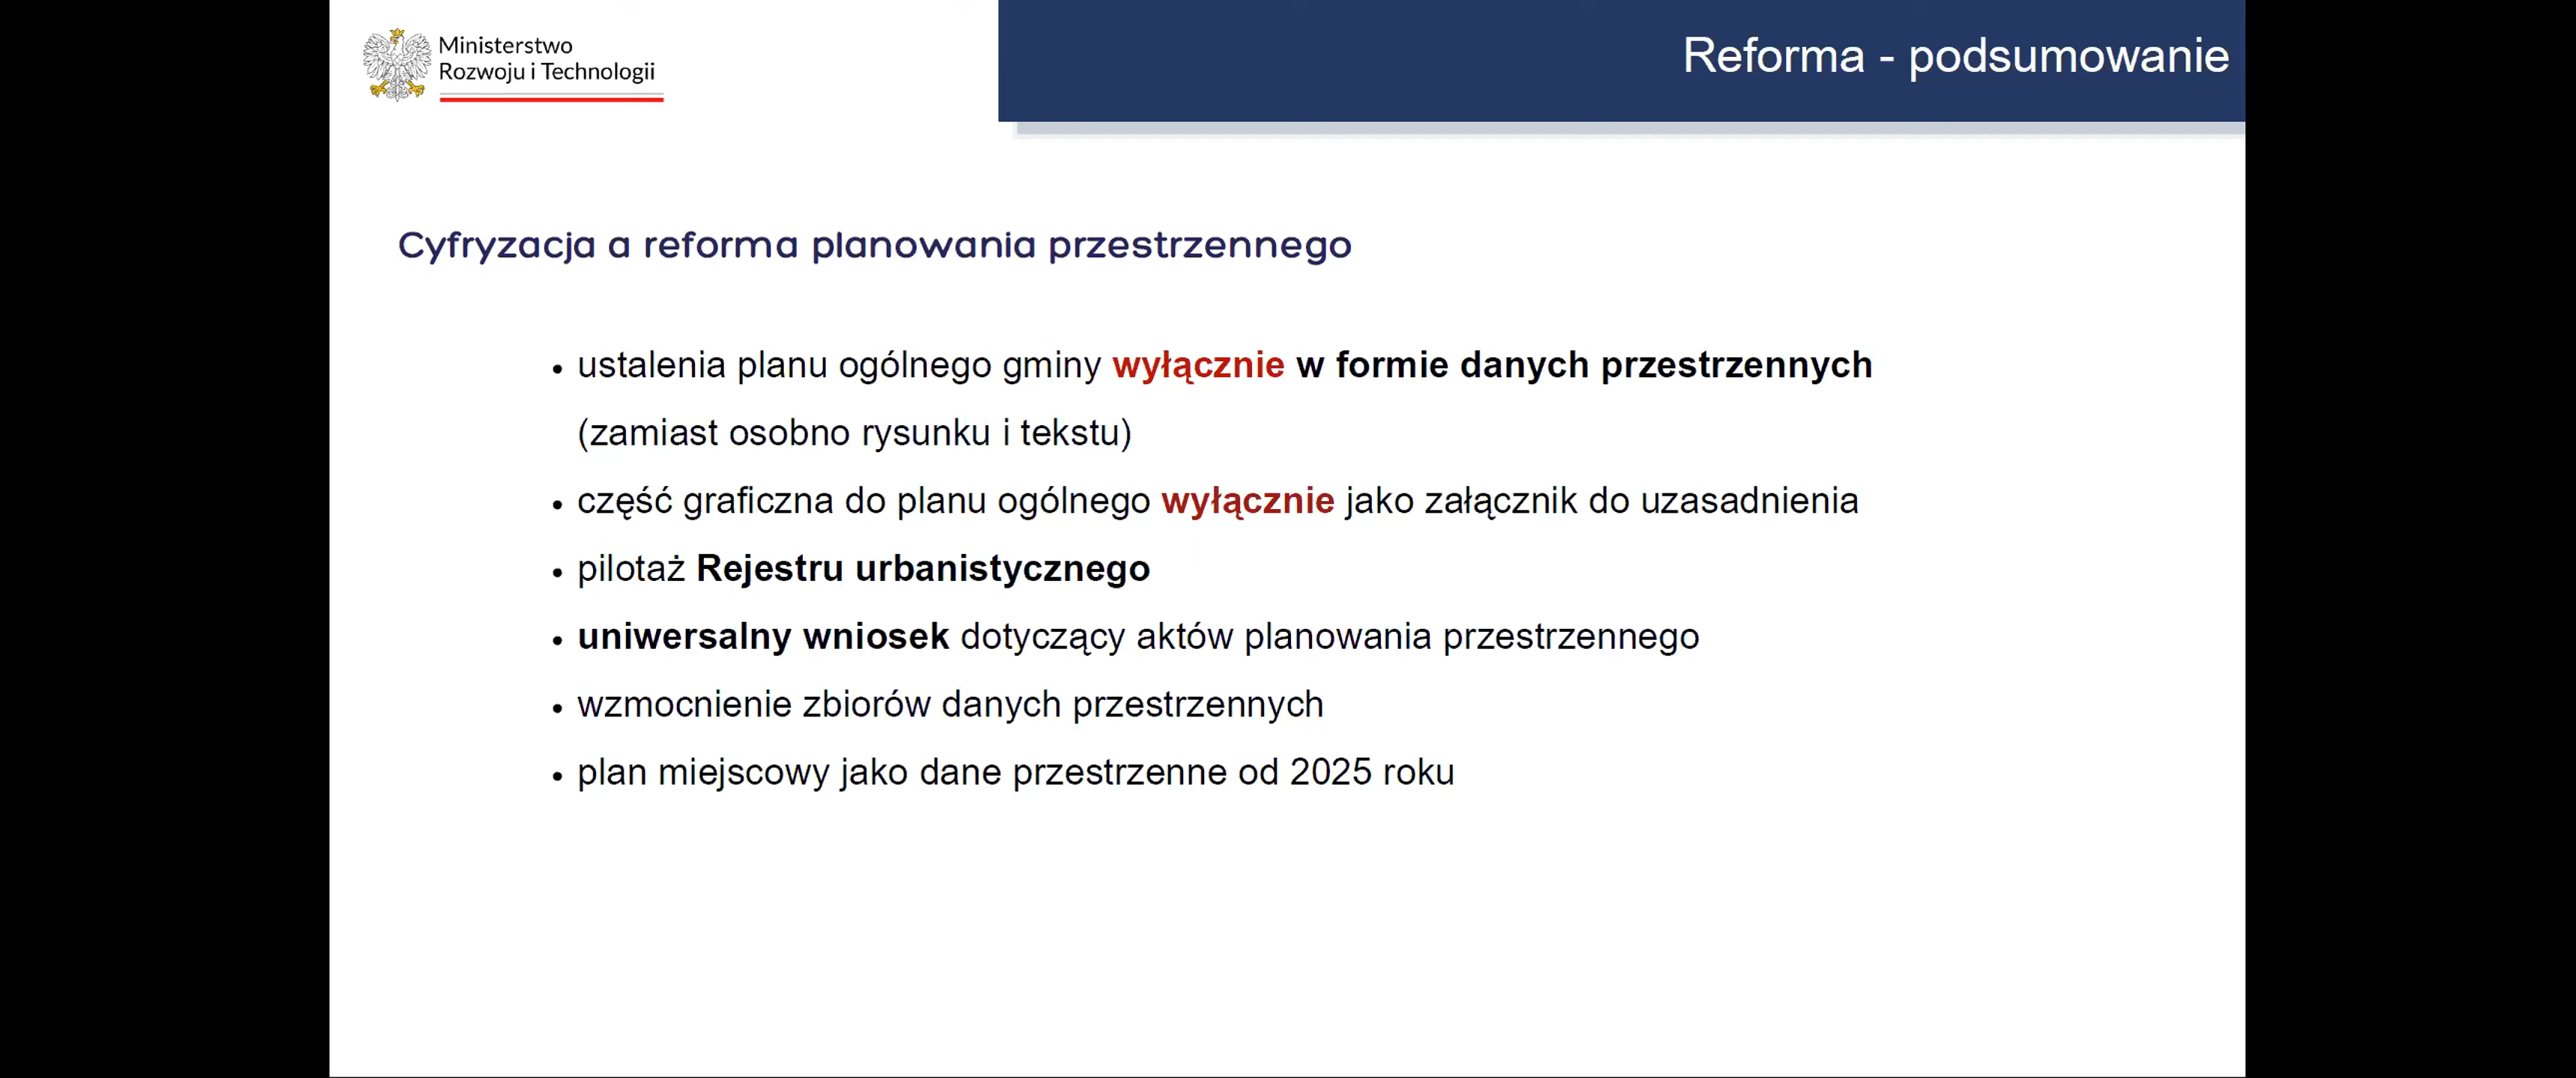 Ministerstwo
Rozwoju i Technologii
Reforma - podsumowanie
Cyfryzacja a reforma planowania przestrzennego
• ustalenia planu ogólnego gminy wyłącznie w formie danych przestrzennych
(zamiast osobno rysunku i tekstu)
• część graficzna do planu ogólnego wyłącznie jako załącznik do uzasadnienia
• pilotaż Rejestru urbanistycznego
• uniwersalny wniosek dotyczący aktów planowania przestrzennego
• wzmocnienie zbiorów danych przestrzennych
• plan miejscowy jako dane przestrzenne od 2025 roku